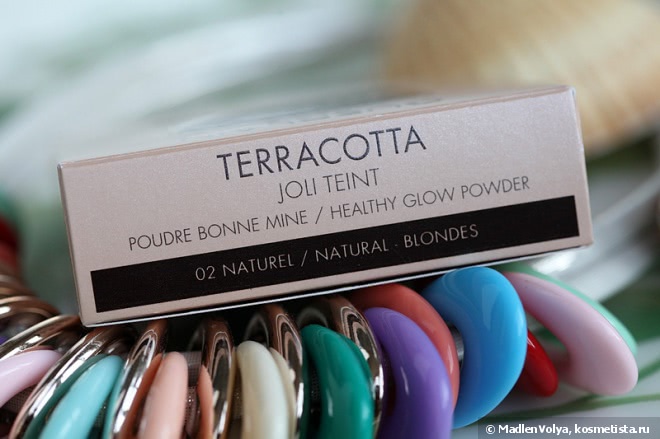 TERRACOTTA
JOLI TEINT
POUDRE BONNE MINE / HEALTHY GLOW POWDER
02 NATUREL / NATURAL · BLONDES
© MadlenVolya, kosmetista.ru